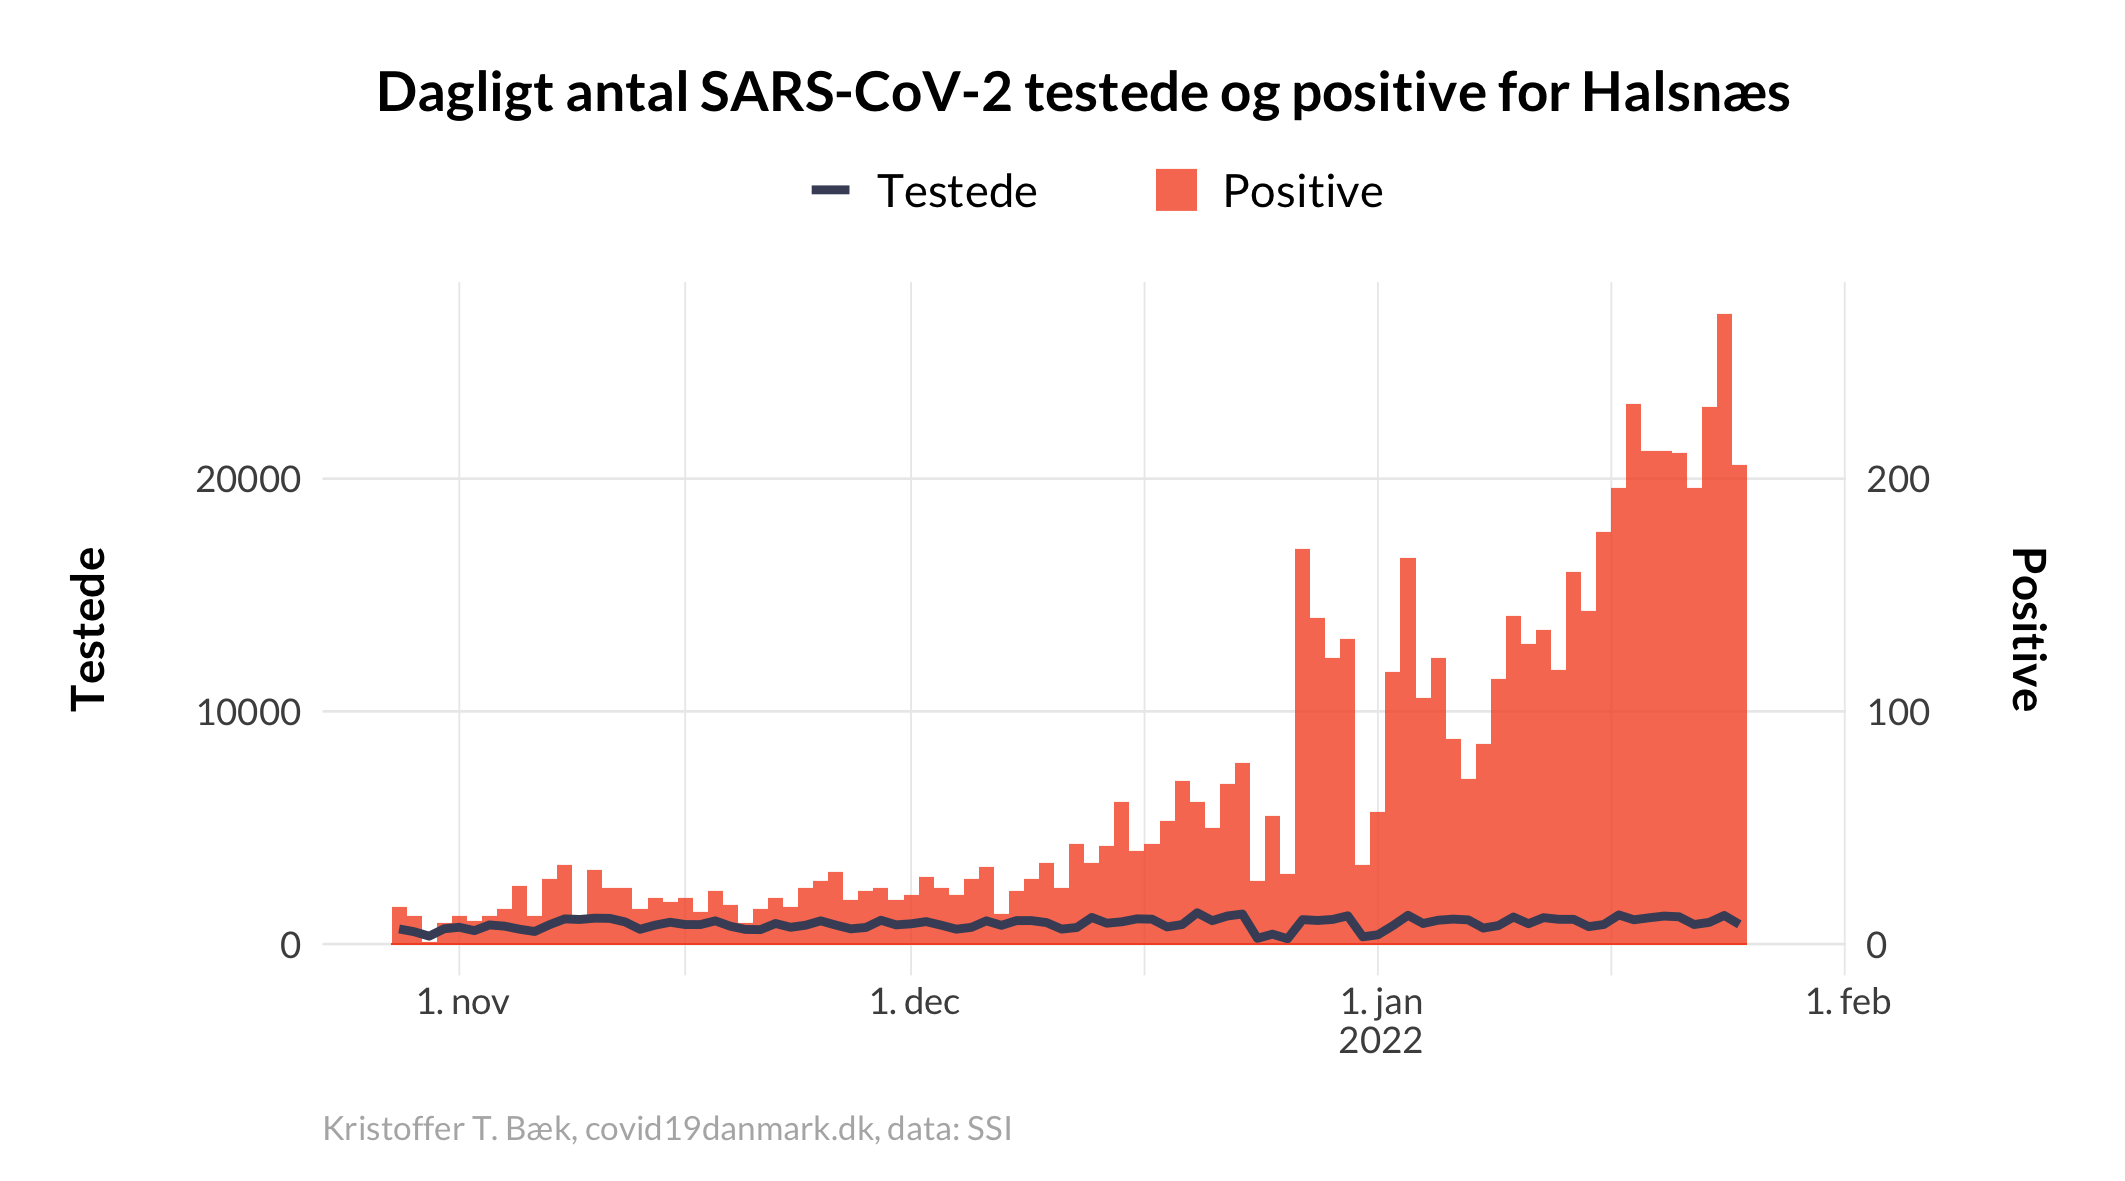 Dagligt antal SARS-CoV-2 testede og positive for Halsnæs
Testede
Positive
20000
10000
0
Testede
200
100
0
Positive
1. nov
1. dec
1. jan
2022
1. feb
Kristoffer T. Bæk, covid19danmark.dk, data: SSI